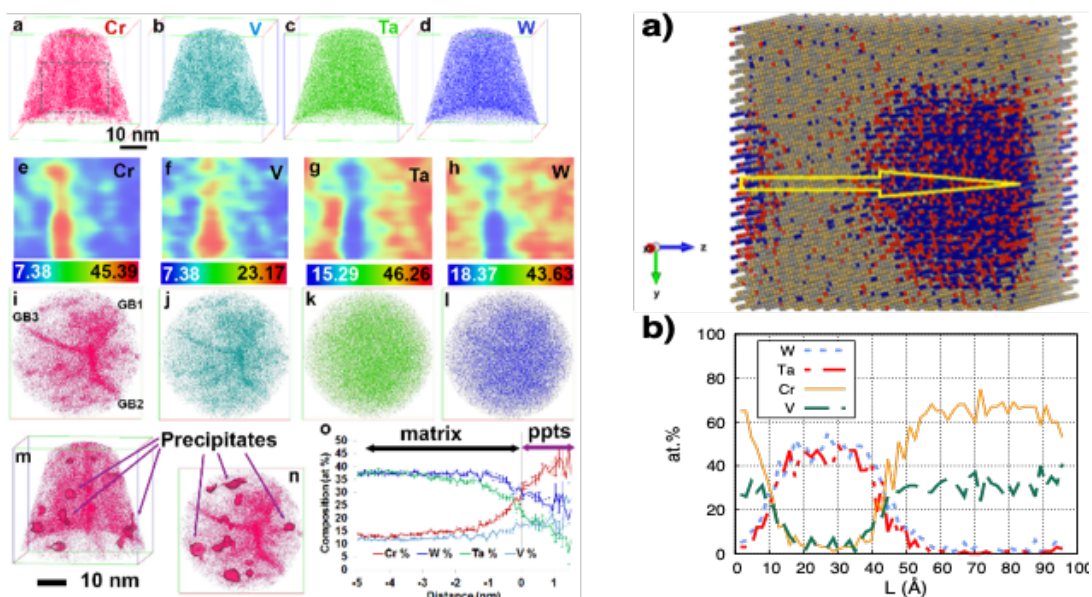 a Cr b V c Ta d W
10 nm
e Cr f V g Ta h W
7.38 45.39 7.38 23.17 15.29 46.26 18.37 43.63
i GB1 GB3 GB2 j k l
m Precipitates n
10 nm
o matrix ppts
Composition (at %)
50
45
40
35
30
25
20
15
10
5
0
Cr % W % Ta % V %
-5 -4 -3 -2 -1 0 1
Distance (nm)
a)
z
y
b)
at.%
100
80
60
40
20
0
W
Ta
Cr
V
0 10 20 30 40 50 60 70 80 90 100
L (Å)